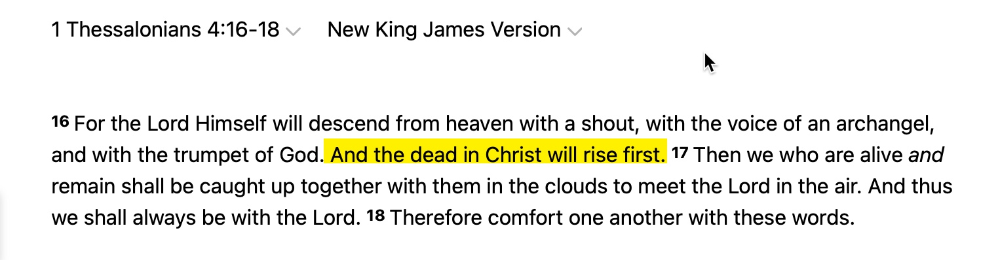 1 Thessalonians 4:16-18 New King James Version
16 For the Lord Himself will descend from heaven with a shout, with the voice of an archangel,
and with the trumpet of God. And the dead in Christ will rise first. 17 Then we who are alive and
remain shall be caught up together with them in the clouds to meet the Lord in the air. And thus
we shall always be with the Lord. 18 Therefore comfort one another with these words.